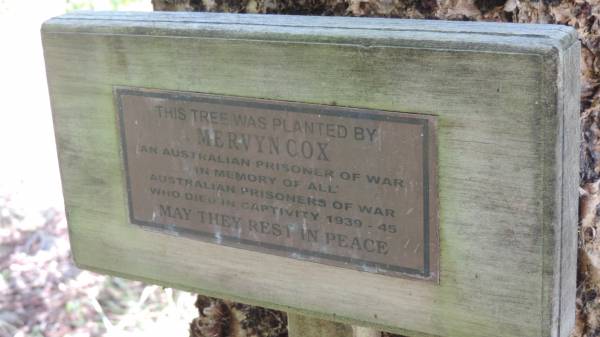 THIS TREE WAS PLANTED BY
MERVYN COX
AN AUSTRALIAN PRISONER OF WAR
IN MEMORY OF ALL
AUSTRALIAN PRISONERS OF WAR
WHO DIED IN CAPTIVITY 1939 - 45
MAY THEY REST IN PEACE